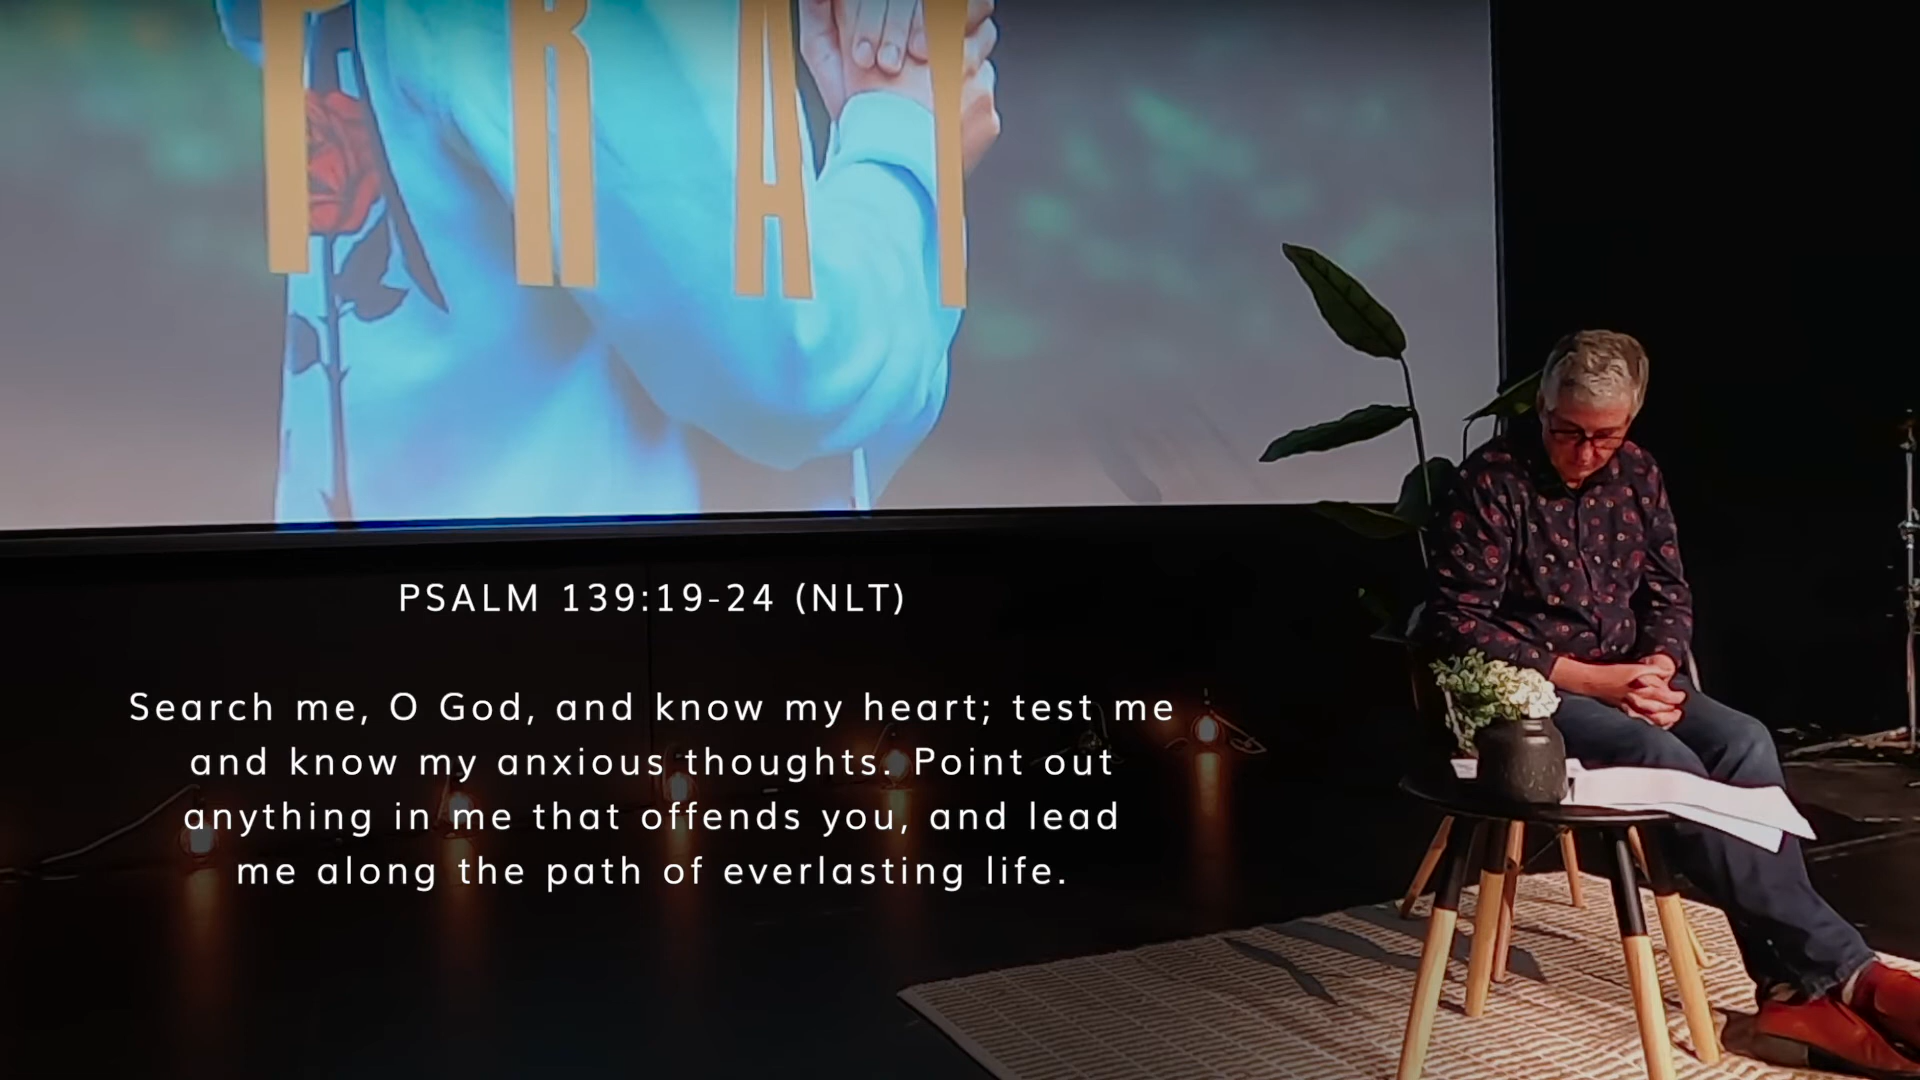 PRAY
PSALM 139:19-24 (NLT)
Search me, O God, and know my heart; test me
and know my anxious thoughts. Point out
anything in me that offends you, and lead
me along the path of everlasting life.